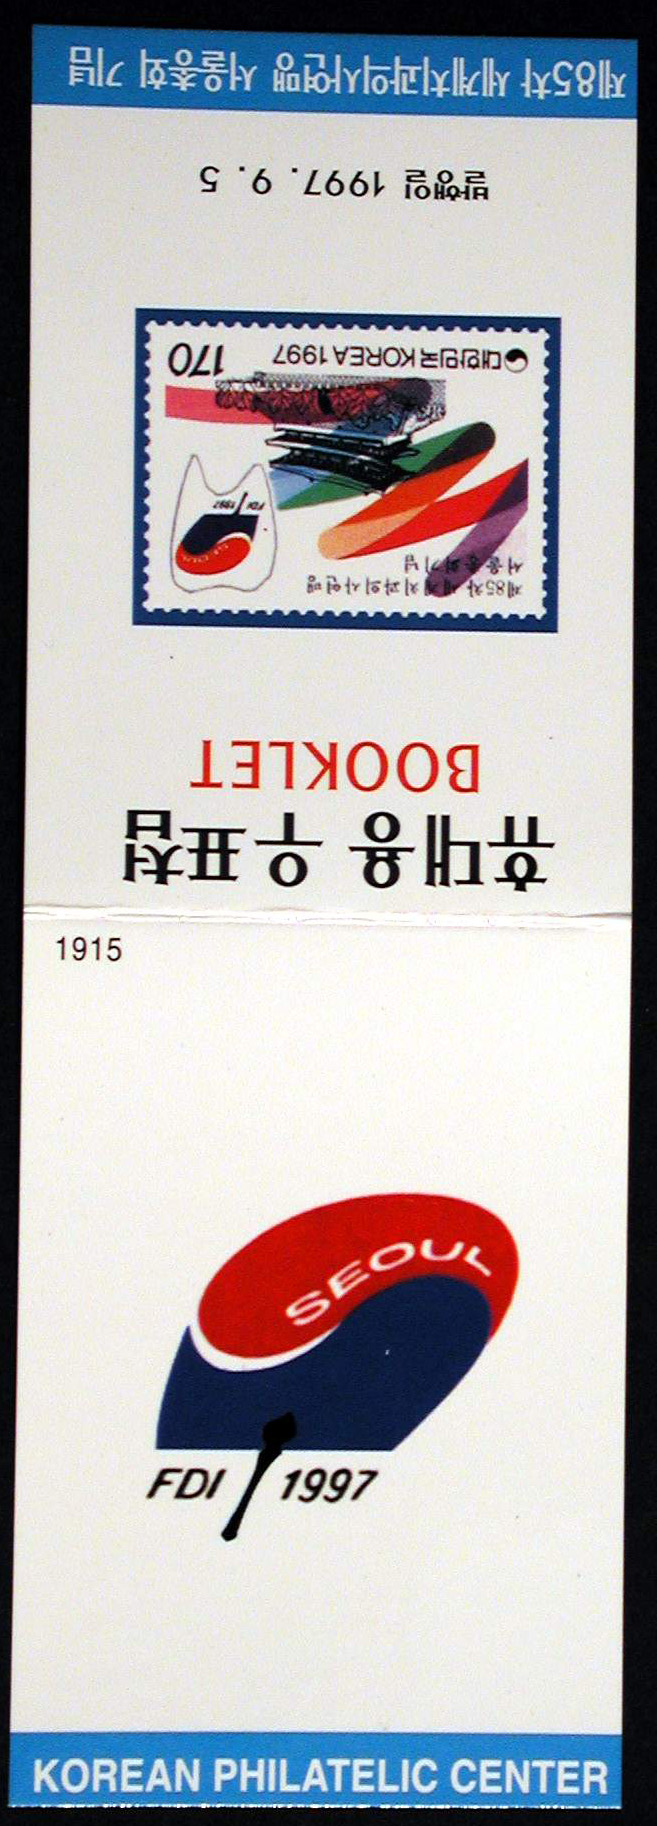 휴대용 우표첩
BOOKLET
제85차 세계치과의사연맹
서울총회기념
SEOUL
FDI 1997
대한민국 KOREA 1997 170
발행일 1997. 9. 5
제85차 세계치과의사연맹 서울총회 기념
1915
SEOUL
FDI 1997
KOREAN PHILATELIC CENTER